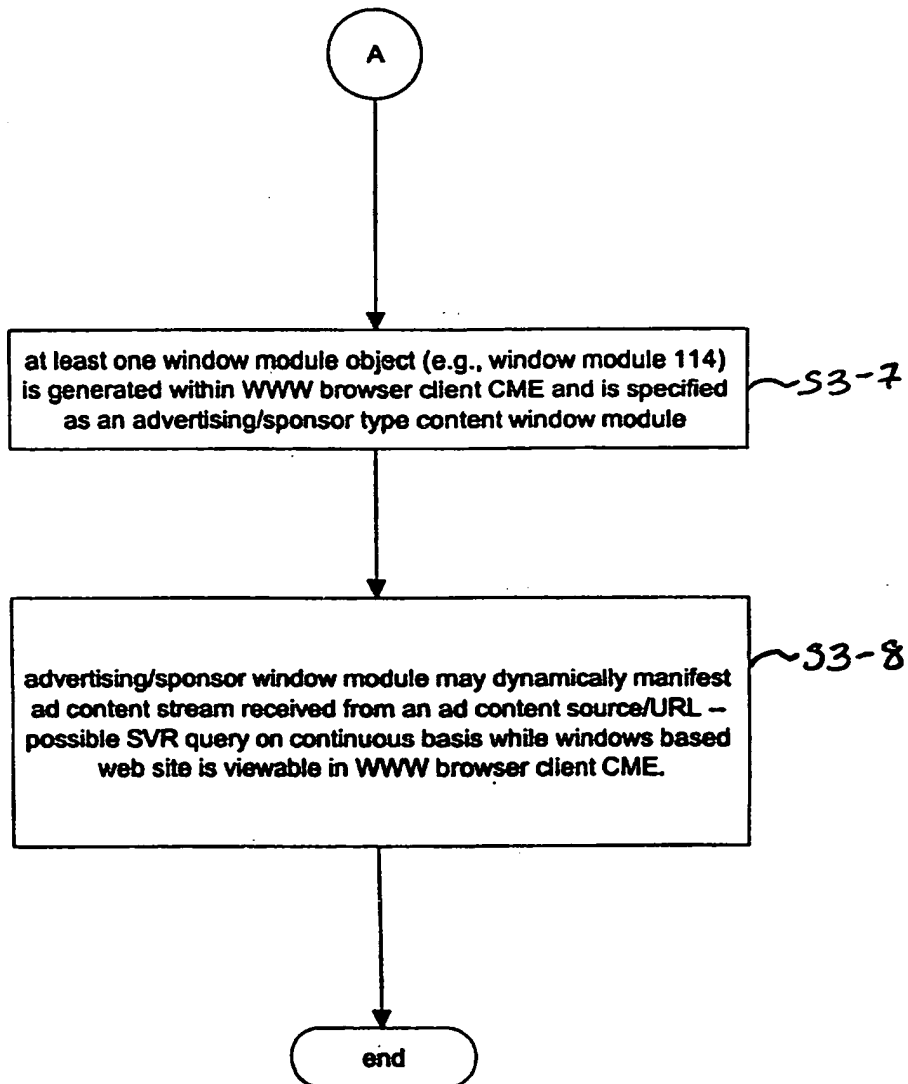 A
at least one window module object (e.g., window module 114)
is generated within WWW browser client CME and is specified
as an advertising/sponsor type content window module
S3-7
advertising/sponsor window module may dynamically manifest
ad content stream received from an ad content source/URL –
possible SVR query on continuous basis while windows based
web site is viewable in WWW browser client CME.
S3-8
end